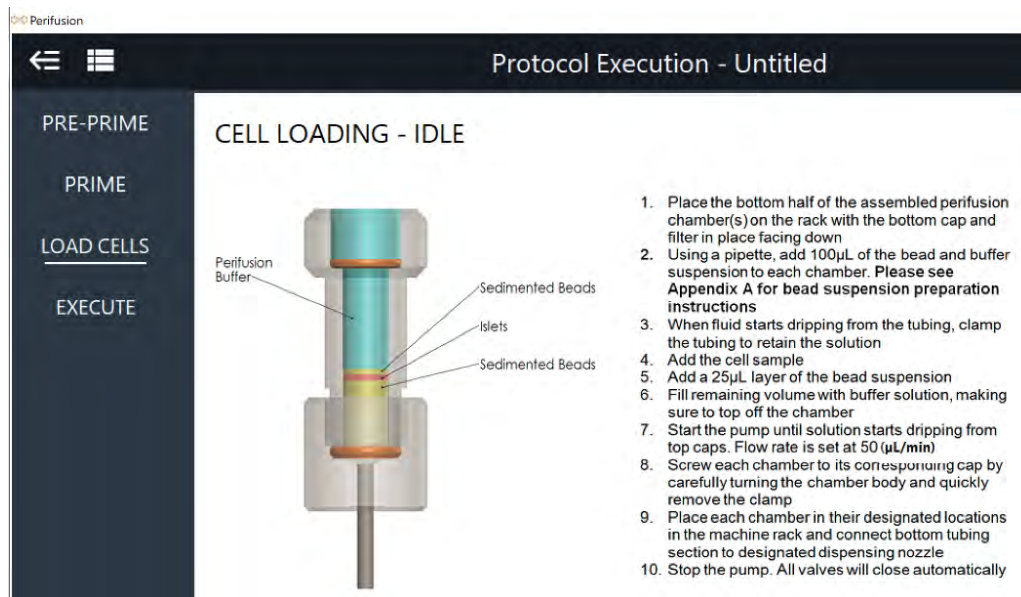 Perifusion
Protocol Execution - Untitled
PRE-PRIME
PRIME
LOAD CELLS
EXECUTE
CELL LOADING - IDLE
Perifusion
Buffer
Sedimented Beads
Islets
Sedimented Beads
1. Place the bottom half of the assembled perifusion
chamber(s) on the rack with the bottom cap and
filter in place facing down
2. Using a pipette, add 100µL of the bead and buffer
suspension to each chamber. Please see
Appendix A for bead suspension preparation
instructions
3. When fluid starts dripping from the tubing, clamp
the tubing to retain the solution
4. Add the cell sample
5. Add a 25µL layer of the bead suspension
6. Fill remaining volume with buffer solution, making
sure to top off the chamber
7. Start the pump until solution starts dripping from
top caps. Flow rate is set at 50 (µL/min)
8. Screw each chamber to its corresponding cap by
carefully turning the chamber body and quickly
remove the clamp
9. Place each chamber in their designated locations
in the machine rack and connect bottom tubing
section to designated dispensing nozzle
10. Stop the pump. All valves will close automatically